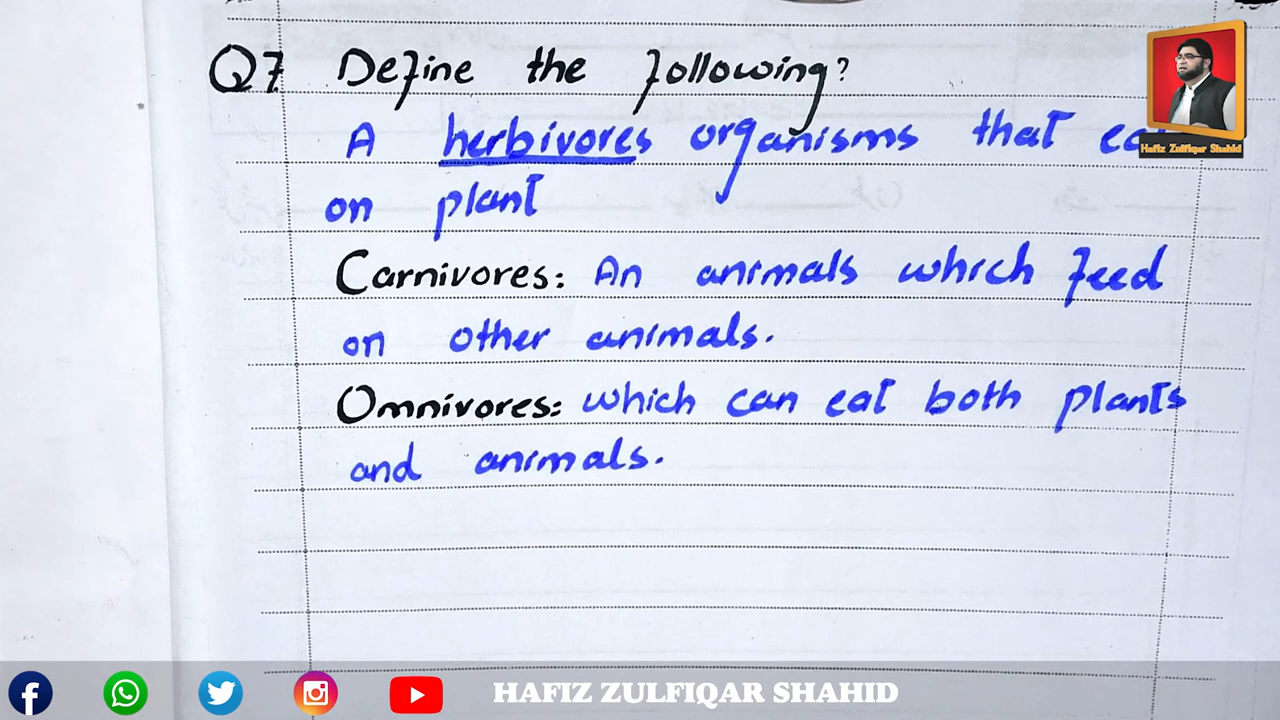 Q7 Define the following?
A herbivores organisms that
on plant
Carnivores: An animals which feed
on other animals.
Omnivores: which can eat both plants
and animals.
Hafiz Zulfiqar Shahid
HAFIZ ZULFIQAR SHAHID